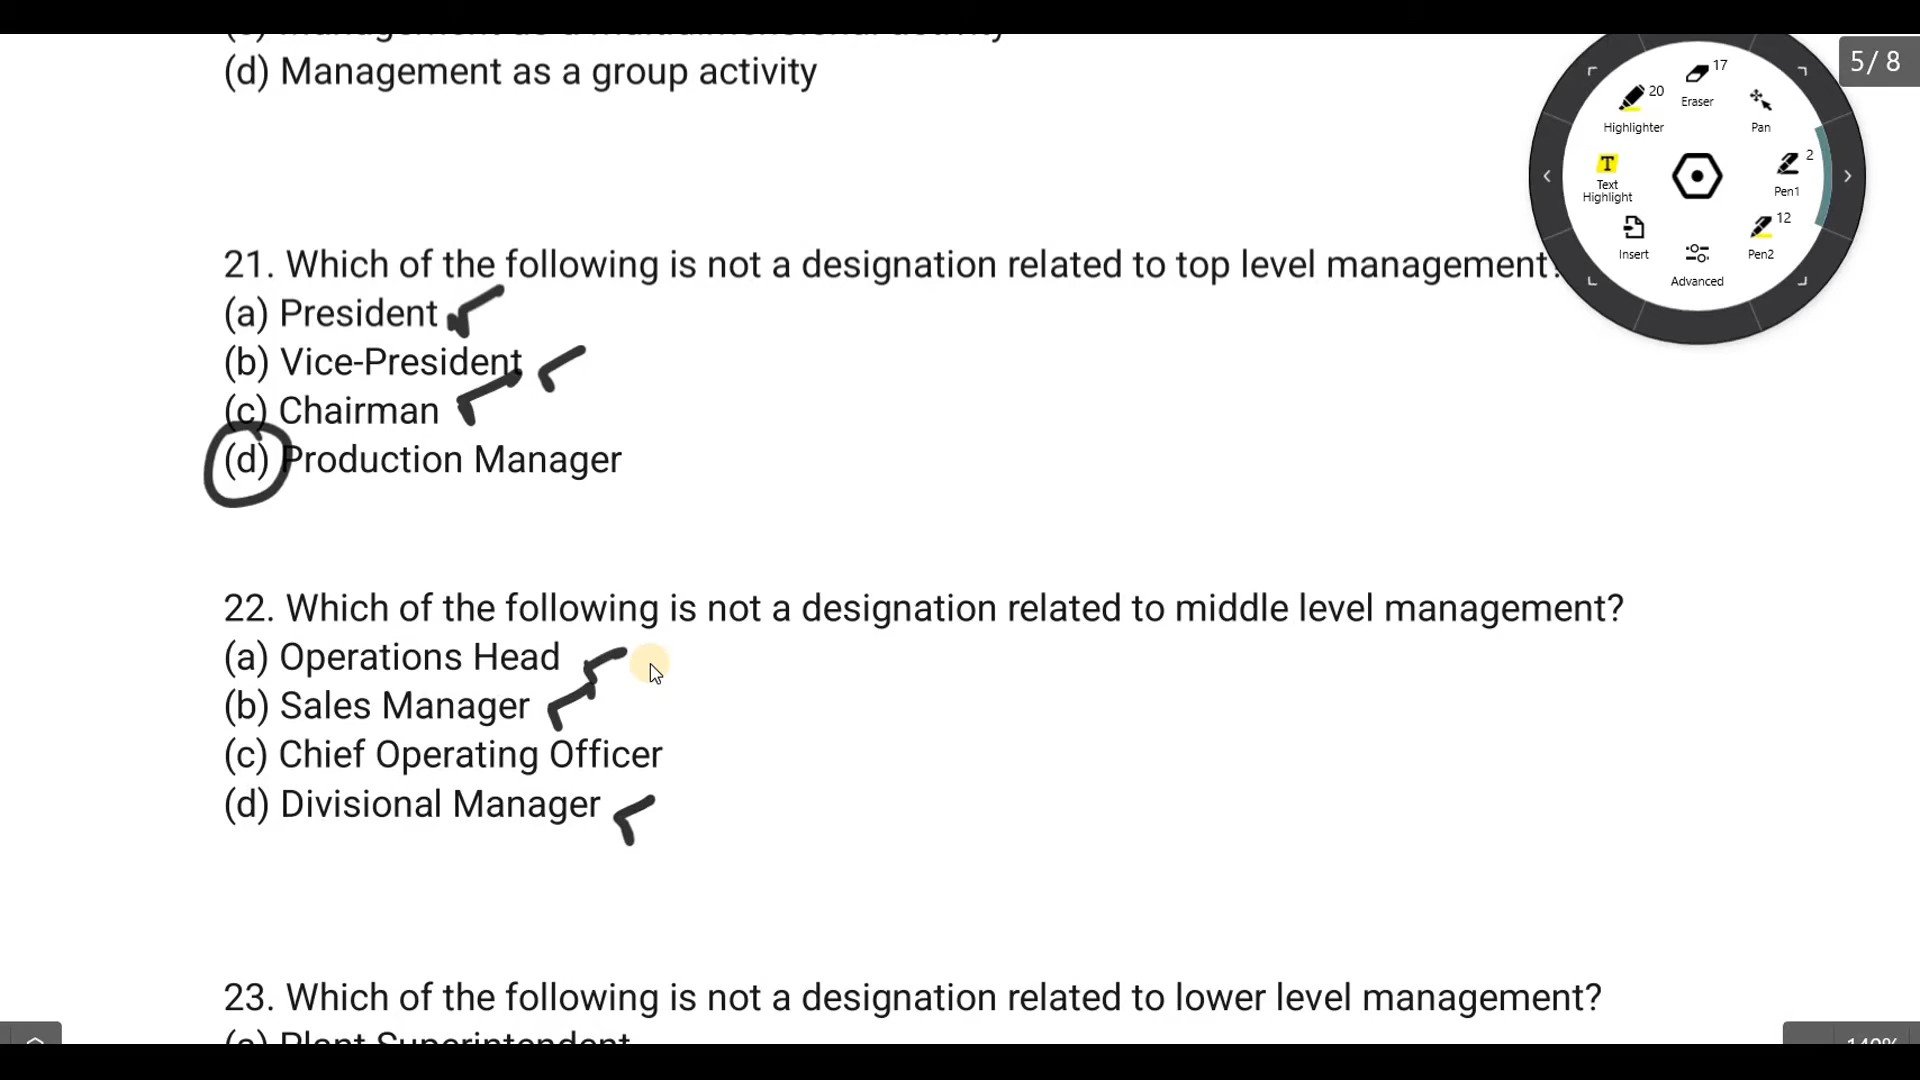 (d) Management as a group activity
5/ 8
17
Eraser
20
Highlighter
Pan
T
Text
Highlight
2
Pen1
Insert
12
Pen2
Advanced
21. Which of the following is not a designation related to top level management?
(a) President
(b) Vice-President
(c) Chairman
(d) Production Manager
22. Which of the following is not a designation related to middle level management?
(a) Operations Head
(b) Sales Manager
(c) Chief Operating Officer
(d) Divisional Manager
23. Which of the following is not a designation related to lower level management?
(a) Plant Superintendent
140%